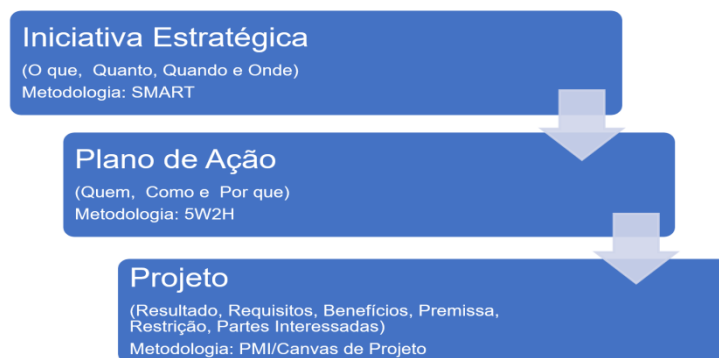 Iniciativa Estratégica
(O que, Quanto, Quando e Onde)
Metodologia: SMART
Plano de Ação
(Quem, Como e Por que)
Metodologia: 5W2H
Projeto
(Resultado, Requisitos, Benefícios, Premissa,
Restrição, Partes Interessadas)
Metodologia: PMI/Canvas de Projeto